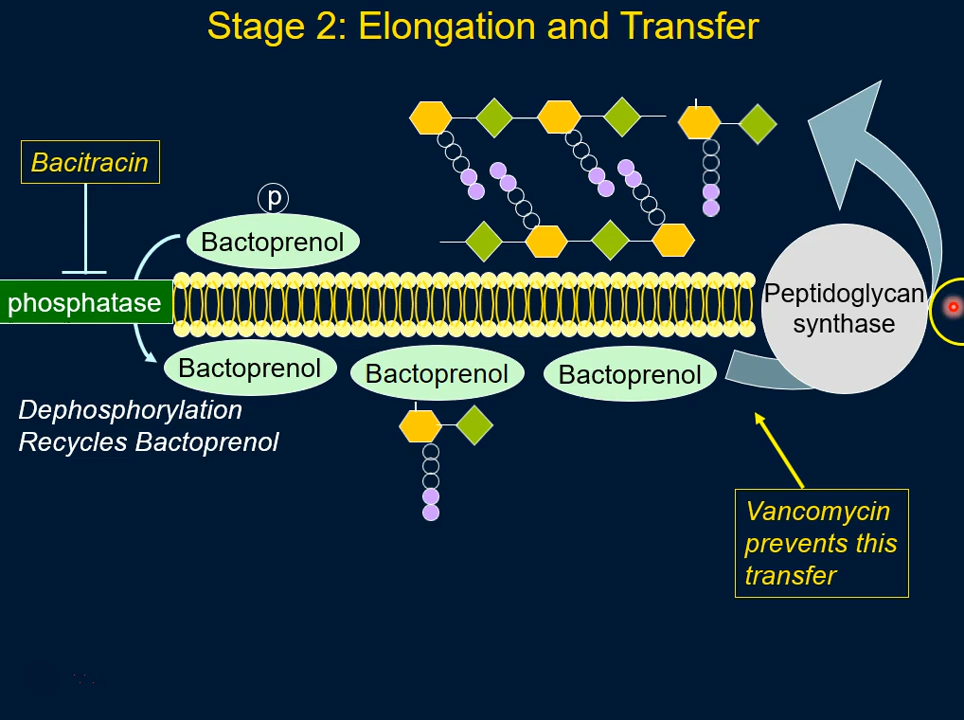 Stage 2: Elongation and Transfer
Bacitracin
p
Bactoprenol
phosphatase
Peptidoglycan
synthase
Bactoprenol
Bactoprenol
Bactoprenol
Dephosphorylation
Recycles Bactoprenol
Vancomycin
prevents this
transfer